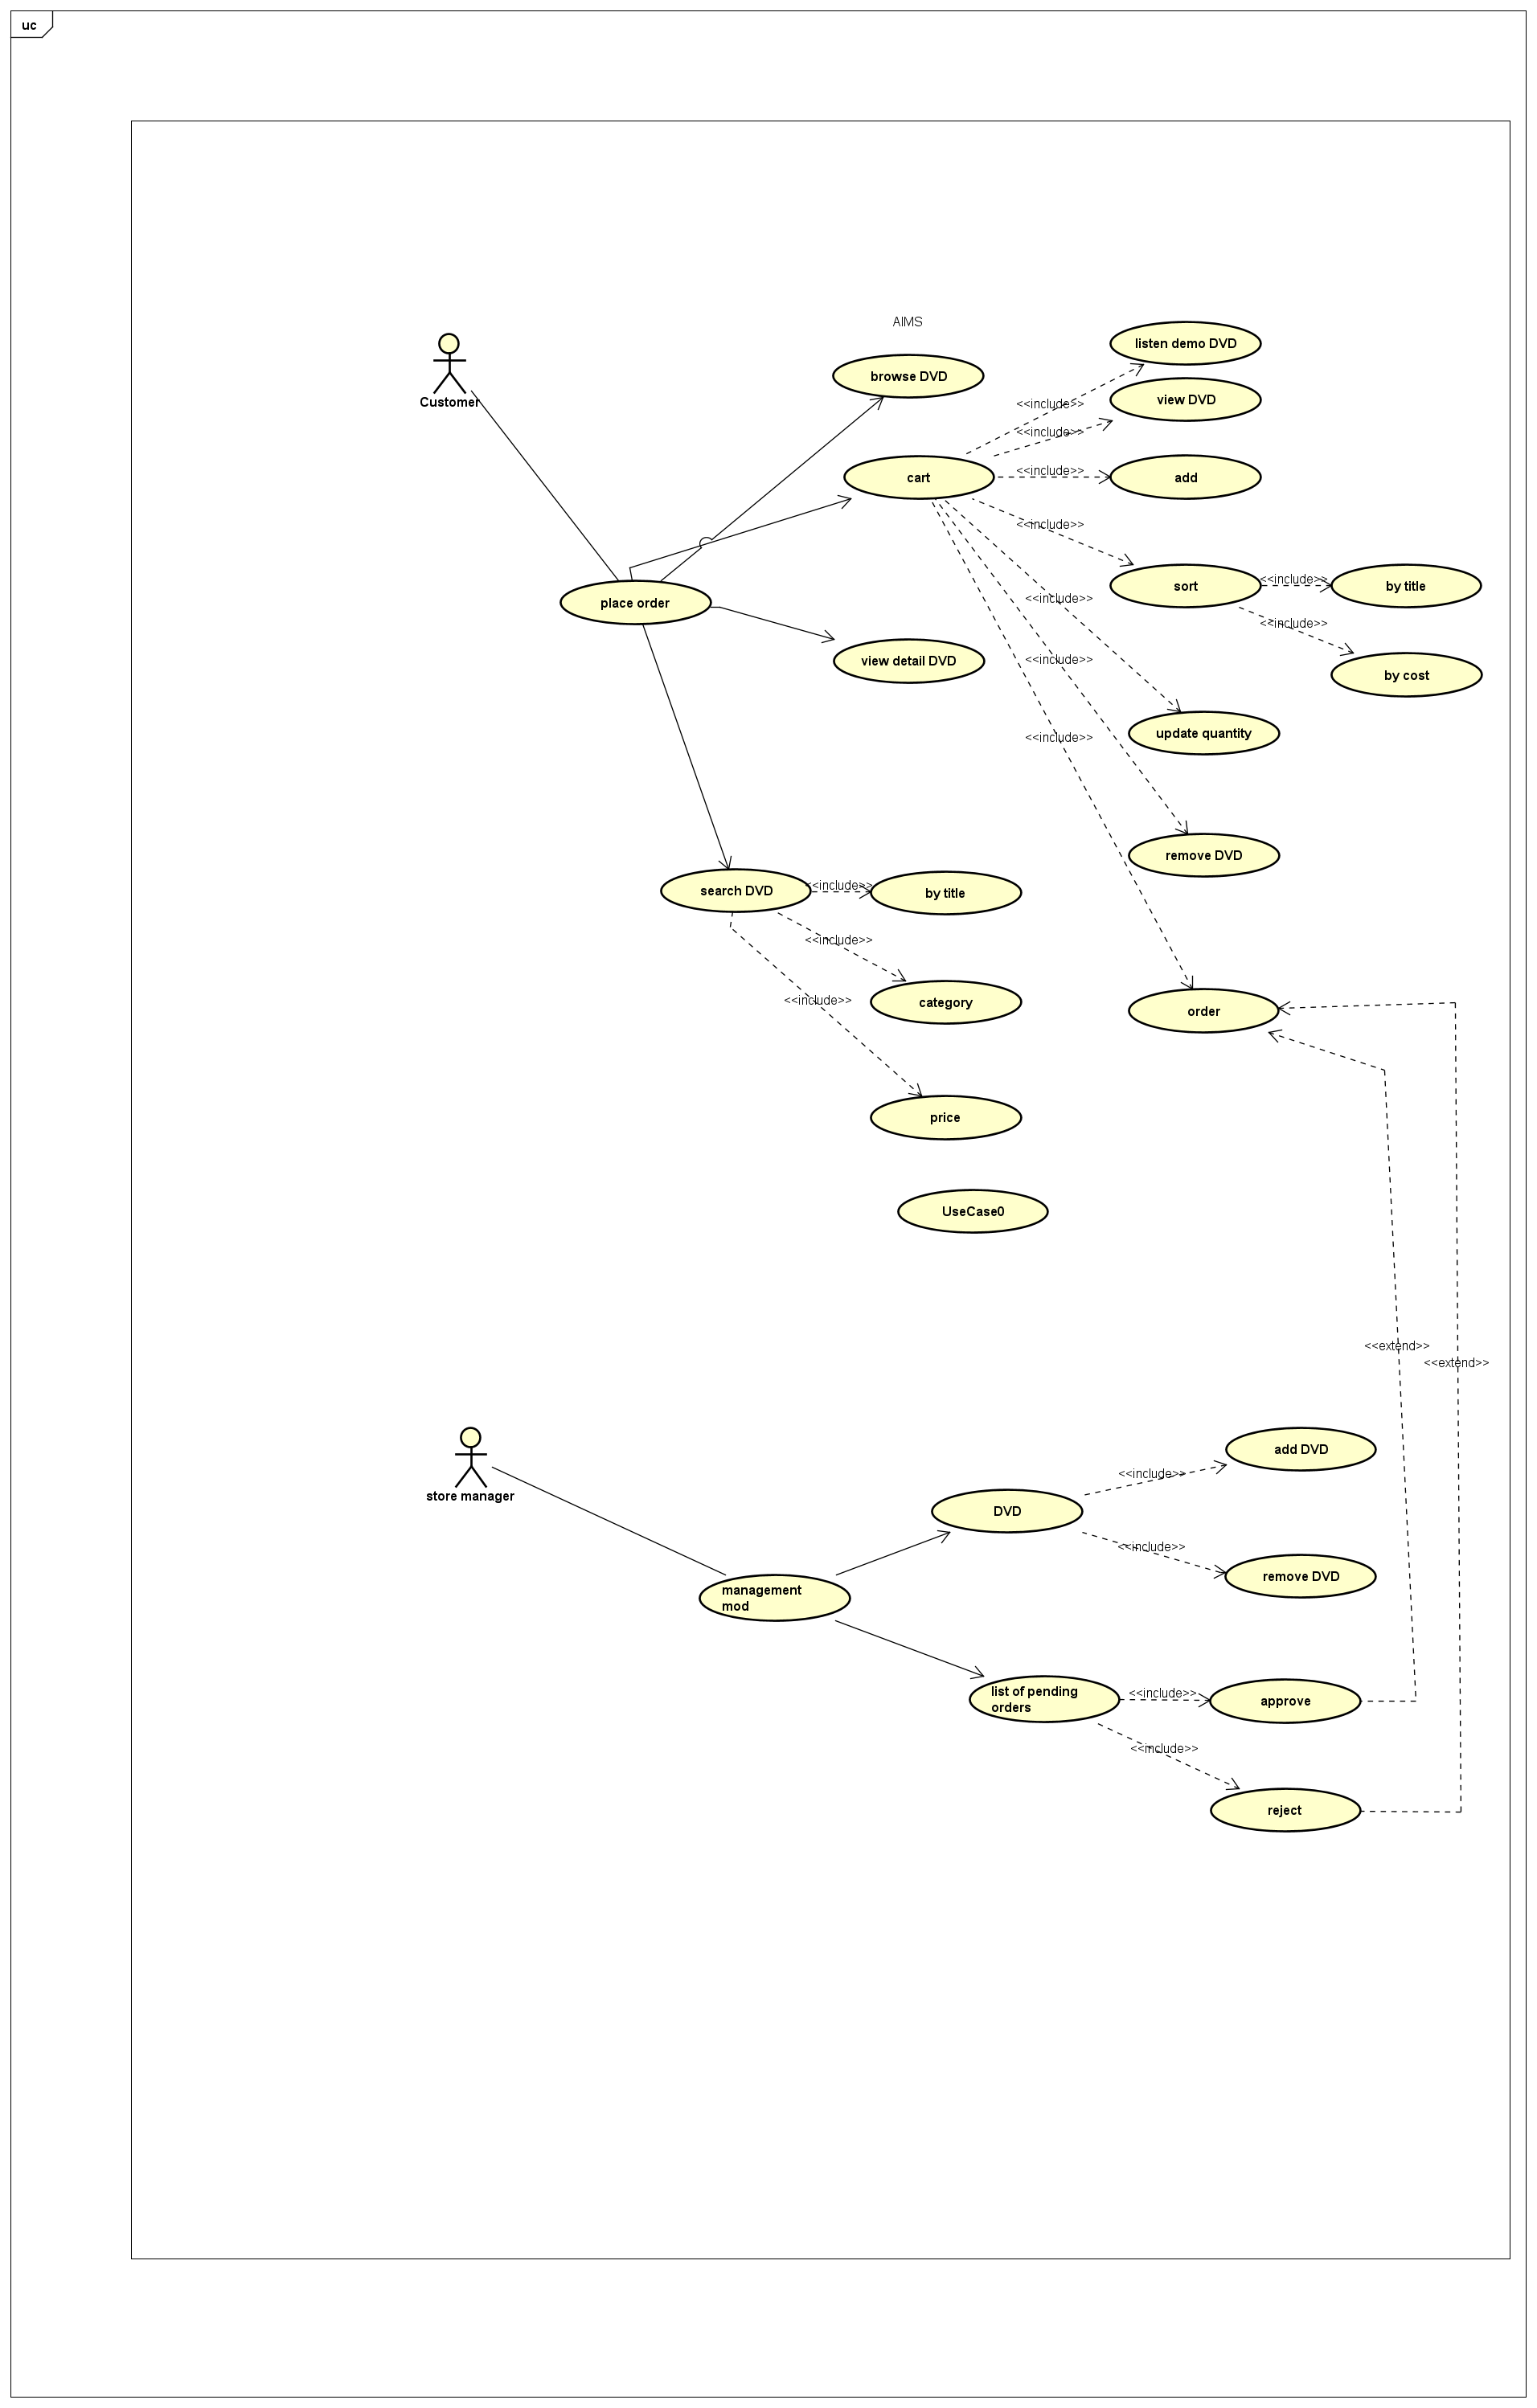 uc
AIMS
Customer
browse DVD
listen demo DVD
<<include>>
view DVD
<<include>>
cart
<<include>>
add
<<include>>
sort
<<include>>
by title
<<include>>
by cost
place order
<<include>>
view detail DVD
<<include>>
update quantity
<<include>>
remove DVD
search DVD
<<include>>
by title
<<include>>
category
<<include>>
order
price
UseCase0
<<extend>>
<<extend>>
store manager
add DVD
<<include>>
DVD
<<include>>
remove DVD
management
mod
list of pending
orders
<<include>>
approve
<<include>>
reject